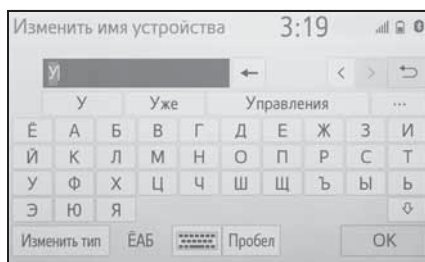 Изменить имя устройства 3:19
У
У Уже Управления ...
Ё А Б В Г Д Е Ж З И
Й К Л М Н О П Р С Т
У Ф Х Ц Ч Ш Щ Ъ Ы Ь
Э Ю Я
Изменить тип ЁАБ Пробел OK